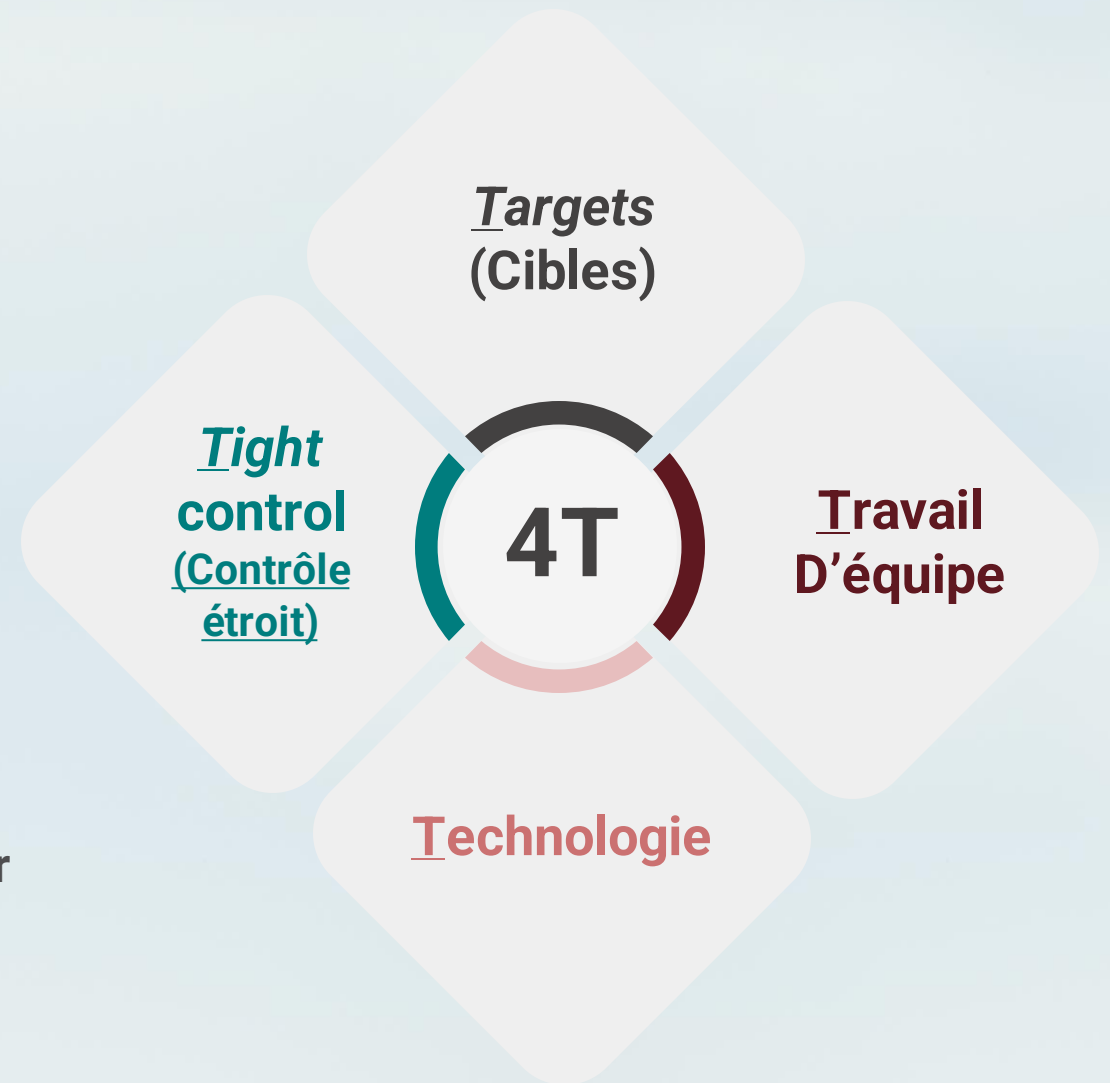 Targets
(Cibles)
Tight
control
(Contrôle
étroit)
4T
Travail
D’équipe
Technologie
r